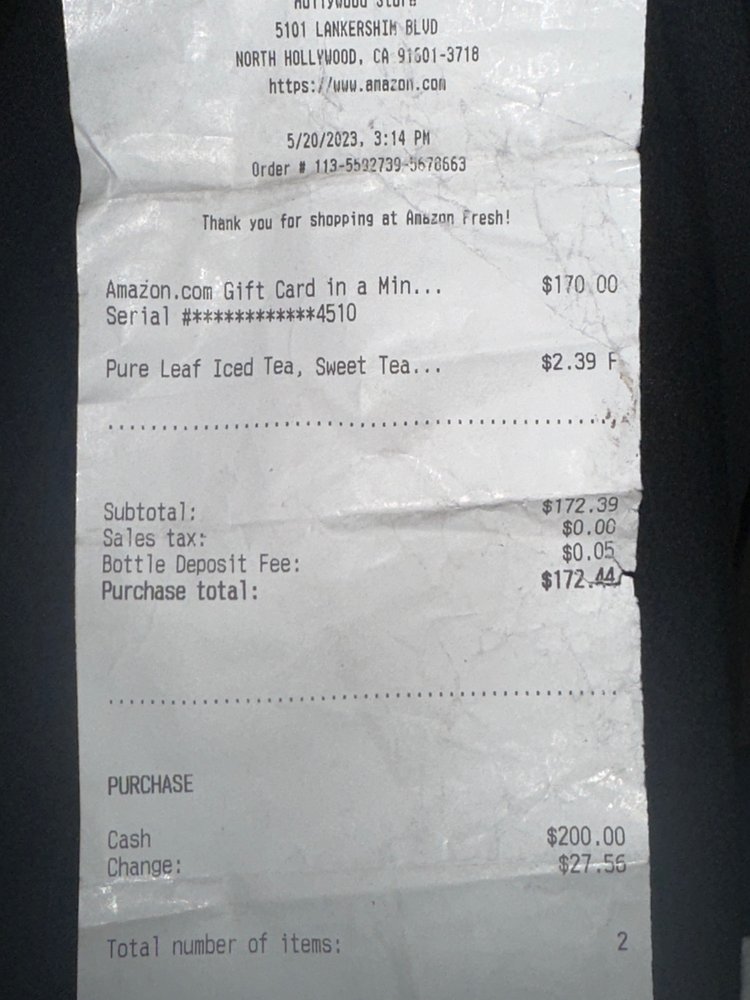 Hollywood Store
5101 LANKERSHIM BLVD
NORTH HOLLYWOOD, CA 91601-3718
https://www.amazon.com
5/20/2023, 3:14 PM
Order # 113-5532739-5678663
Thank you for shopping at Amazon Fresh!
Amazon.com Gift Card in a Min... $170.00
Serial #************4510
Pure Leaf Iced Tea, Sweet Tea... $2.39 F
Subtotal: $172.39
Sales tax: $0.00
Bottle Deposit Fee: $0.05
Purchase total: $172.44
PURCHASE
Cash $200.00
Change: $27.56
Total number of items: 2